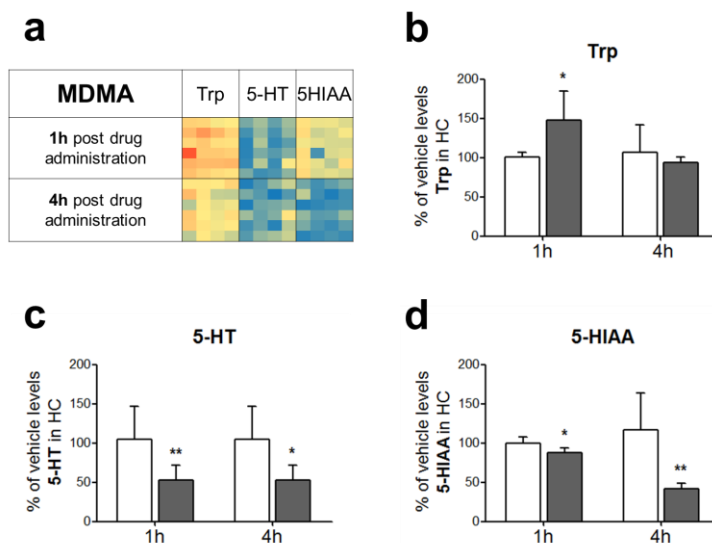 a
MDMA Trp 5-HT 5HIAA
1h post drug
administration
4h post drug
administration
b
Trp
% of vehicle levels
Trp in HC
200
150
100
50
0
*
1h 4h
c
5-HT
% of vehicle levels
5-HT in HC
200
150
100
50
0
** *
1h 4h
d
5-HIAA
% of vehicle levels
5-HIAA in HC
200
150
100
50
0
* **
1h 4h